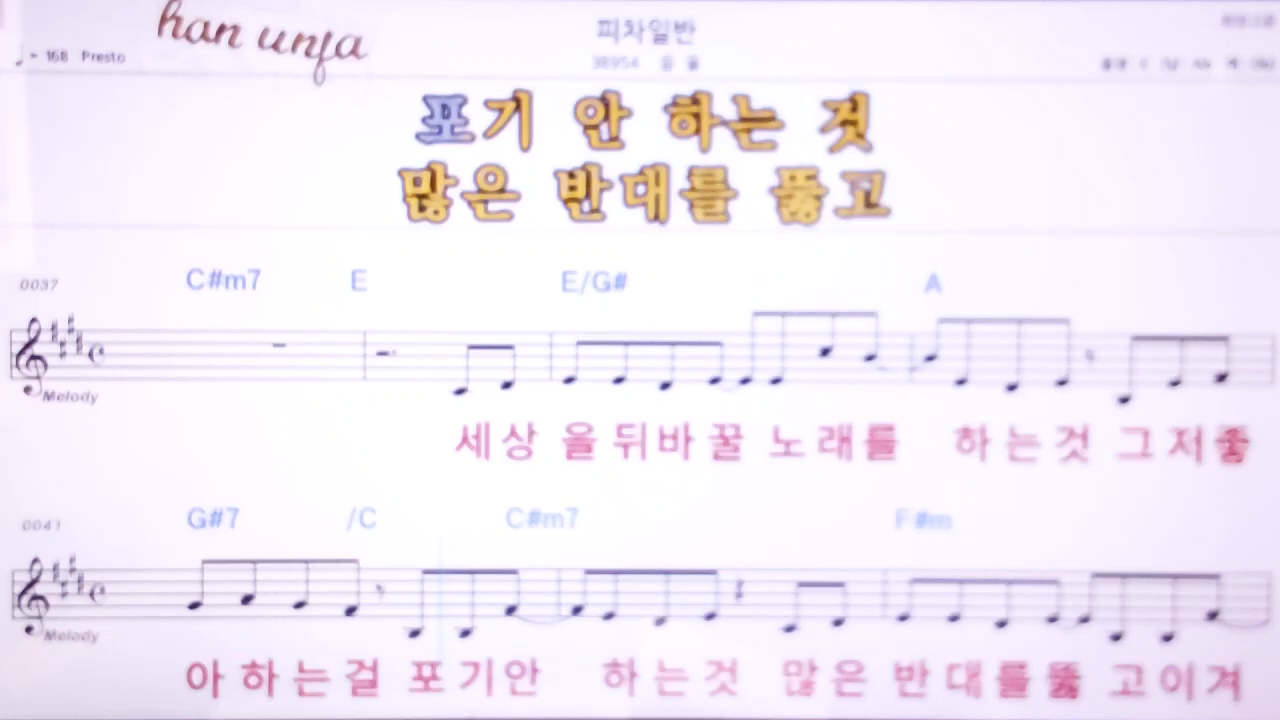 han unja
피차일반
♩= 168 Presto
38954
포기 안 하는 것
많은 반대를 뚫고
0037 C#m7 E E/G# A
Melody
세상을뒤바꿀 노래를 하는것 그저좋
0041 G#7 /C C#m7 F#m
Melody
아하는걸 포기안 하는것 많은 반대를뚫 고이겨